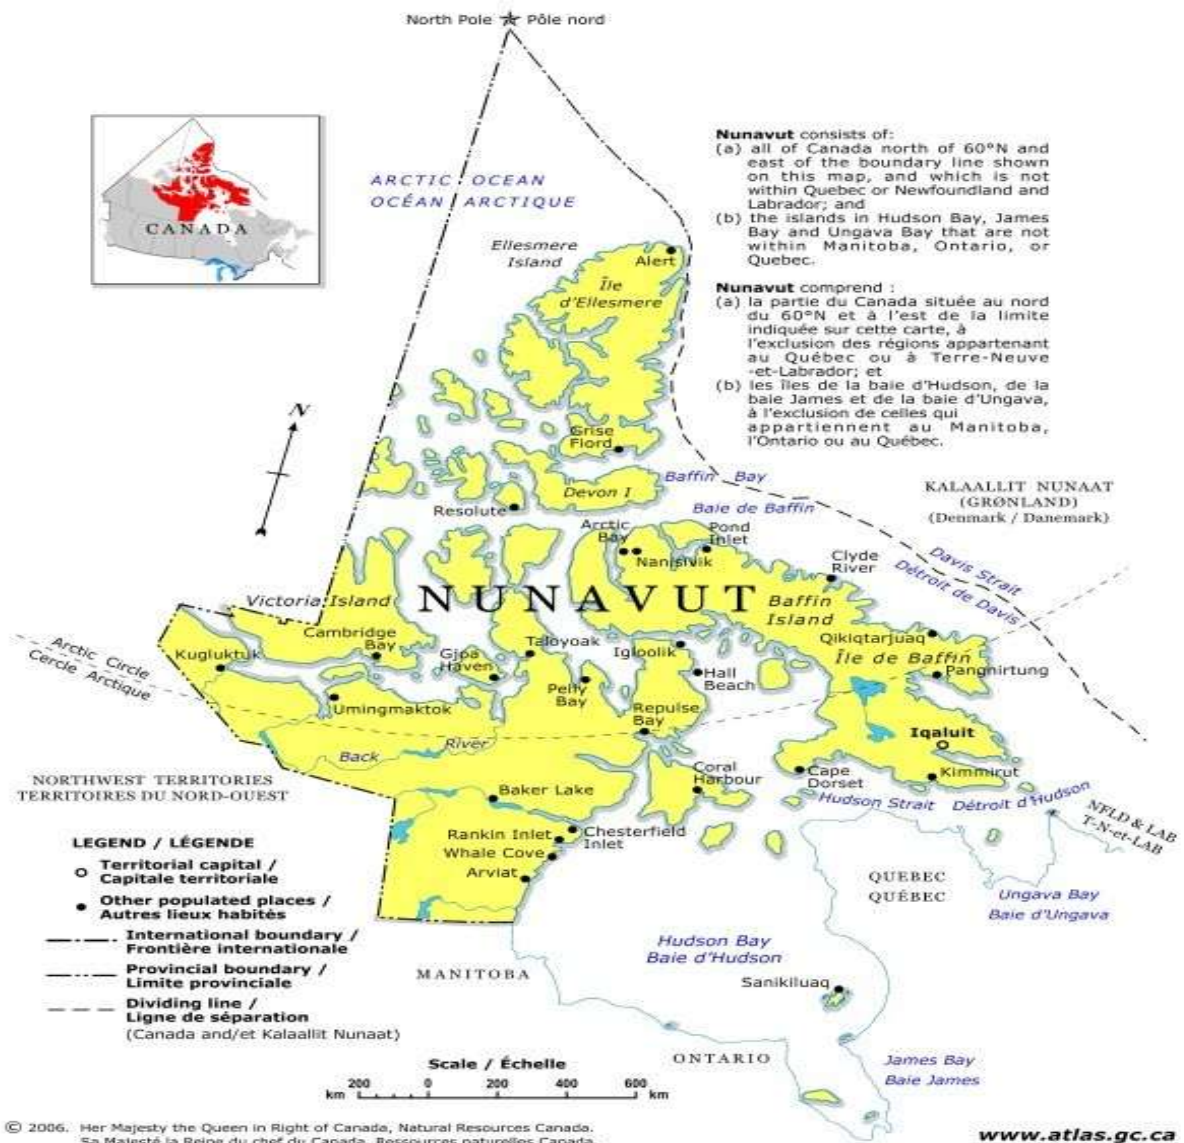 North Pole Pôle nord
CANADA
ARCTIC OCEAN
OCÉAN ARCTIQUE
Nunavut consists of:
(a) all of Canada north of 60°N and
east of the boundary line shown
on this map, and which is not
within Quebec or Newfoundland and
Labrador; and
(b) the islands in Hudson Bay, James
Bay and Ungava Bay that are not
within Manitoba, Ontario, or
Quebec.
Nunavut comprend :
(a) la partie du Canada située au nord
du 60°N et à l'est de la limite
indiquée sur cette carte, à
l'exclusion des régions appartenant
au Québec ou à Terre-Neuve
-et-Labrador; et
(b) les îles de la baie d'Hudson, de la
baie James et de la baie d'Ungava,
à l'exclusion de celles qui
appartiennent au Manitoba,
l'Ontario ou au Québec.
Ellesmere
Island
Alert
Île
d'Ellesmere
N
Grise
Fiord
Devon I
Resolute
Baffin Bay
Baie de Baffin
KALAALLIT NUNAAT
(GRØNLAND)
(Denmark / Danemark)
Arctic
Bay
Nanisivik
Pond
Inlet
Clyde
River
Davis Strait
Détroit de Davis
NUNAVUT
Victoria Island
Baffin
Island
Île de Baffin
Cambridge
Bay
Kugluktuk
Arctic Circle
Cercle Arctique
Gjoa
Haven
Taloyoak
Igloolik
Hall
Beach
Qikiqtarjuaq
Pangnirtung
Umingmaktok
Pelly
Bay
Repulse
Bay
Iqaluit
Back River
NORTHWEST TERRITORIES
TERRITOIRES DU NORD-OUEST
Baker Lake
Coral
Harbour
Cape
Dorset
Kimmirut
Hudson Strait Détroit d'Hudson
NFLD & LAB
T-N-et-LAB
Rankin Inlet
Chesterfield
Inlet
Whale Cove
Arviat
QUEBEC
QUÉBEC
Ungava Bay
Baie d'Ungava
Hudson Bay
Baie d'Hudson
MANITOBA
Sanikiluaq
ONTARIO
James Bay
Baie James
LEGEND / LÉGENDE
Territorial capital /
Capitale territoriale
Other populated places /
Autres lieux habités
International boundary /
Frontière internationale
Provincial boundary /
Limite provinciale
Dividing line /
Ligne de séparation
(Canada and/et Kalaallit Nunaat)
Scale / Échelle
200 0 200 400 600
km km
© 2006. Her Majesty the Queen in Right of Canada, Natural Resources Canada.
Sa Majesté la Reine du chef du Canada, Ressources naturelles Canada.
www.atlas.gc.ca